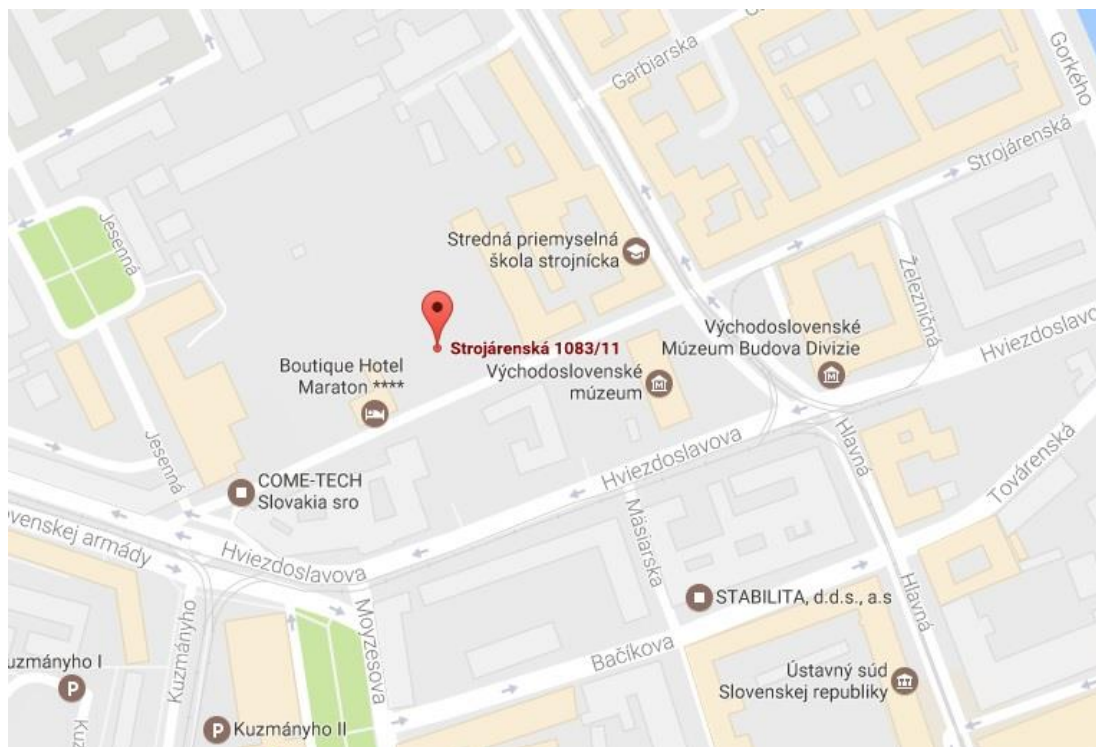 Garbiarska
Gorkého
Strojárenská
Jesenná
Stredná priemyselná
škola strojnícka
Železničná
Strojárenská 1083/11
Východoslovenské
Múzeum Budova Divizie
Hviezdoslavo
Boutique Hotel
Maraton ****
Východoslovenské
múzeum
Jesenná
COME-TECH
Slovakia sro
Hviezdoslavova
Hlavná
Továrenská
ovenskej armády
Hviezdoslavova
Mäsiarska
STABILITA, d.d.s., a.s
Hlavná
Kuzmányho
Moyzesova
Bačíkova
uzmányho I
P
Ústavný súd
Slovenskej republiky
P
Kuzmányho II